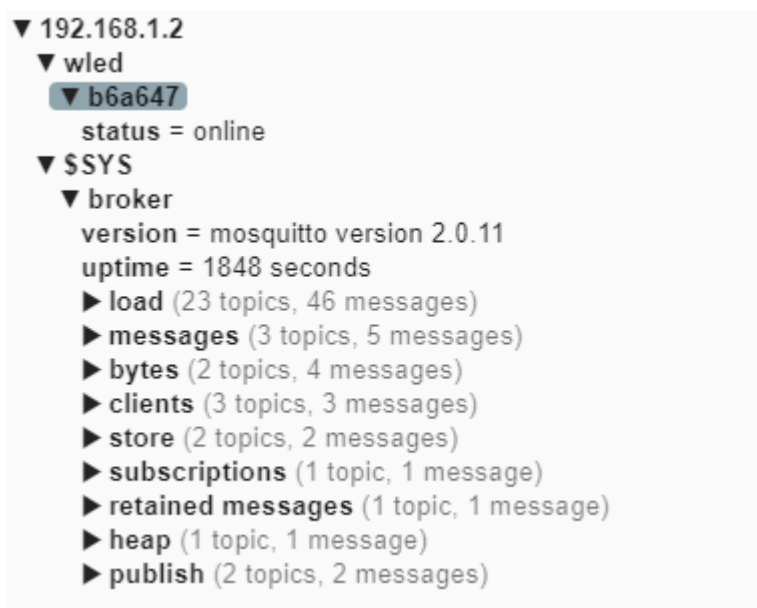 ▼ 192.168.1.2
▼ wled
▼ b6a647
status = online
▼ $SYS
▼ broker
version = mosquitto version 2.0.11
uptime = 1848 seconds
▶ load (23 topics, 46 messages)
▶ messages (3 topics, 5 messages)
▶ bytes (2 topics, 4 messages)
▶ clients (3 topics, 3 messages)
▶ store (2 topics, 2 messages)
▶ subscriptions (1 topic, 1 message)
▶ retained messages (1 topic, 1 message)
▶ heap (1 topic, 1 message)
▶ publish (2 topics, 2 messages)